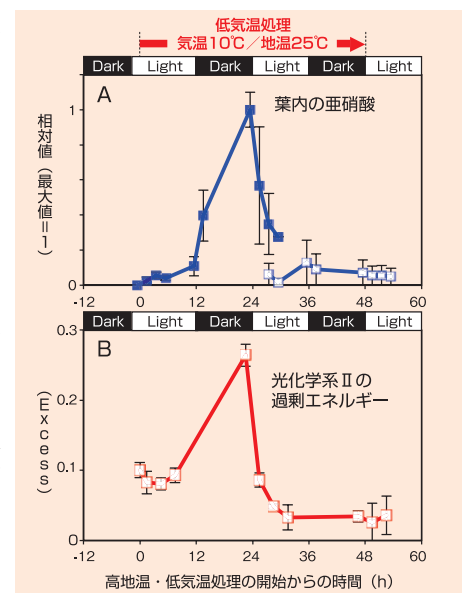 低気温処理
気温10℃／地温25℃
Dark Light Dark Light Dark Light
A
葉内の亜硝酸
相対値（最大値＝1）
1
0
-12 0 12 24 36 48 60
Dark Light Dark Light Dark Light
B
光化学系Ⅱの
過剰エネルギー
(Excess)
0.3
0.2
0.1
0
-12 0 12 24 36 48 60
高地温・低気温処理の開始からの時間（h）